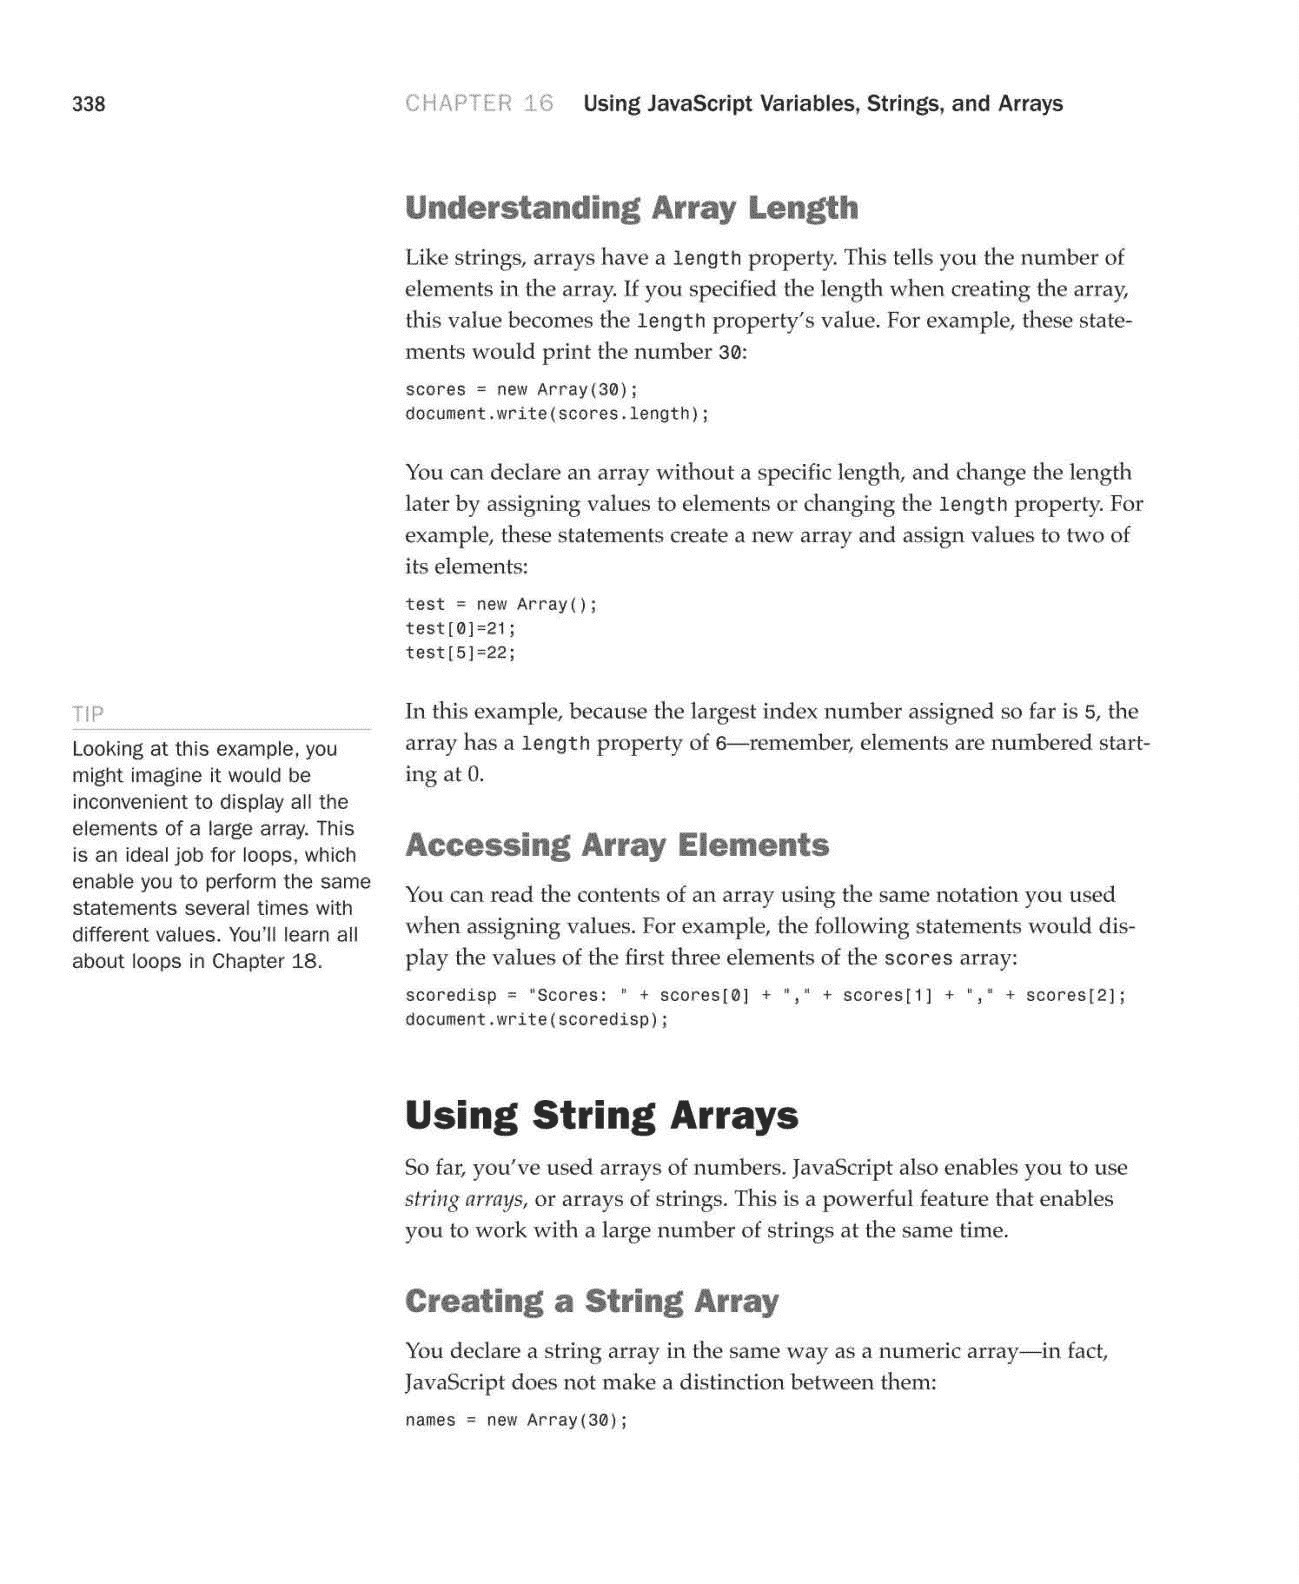 338
CHAPTER 16 Using JavaScript Variables, Strings, and Arrays
Understanding Array Length
Like strings, arrays have a length property. This tells you the number of
elements in the array. If you specified the length when creating the array,
this value becomes the length property's value. For example, these state-
ments would print the number 30:
scores = new Array(30);
document.write(scores.length);
You can declare an array without a specific length, and change the length
later by assigning values to elements or changing the length property. For
example, these statements create a new array and assign values to two of
its elements:
test = new Array();
test[0]=21;
test[5]=22;
In this example, because the largest index number assigned so far is 5, the
array has a length property of 6—remember, elements are numbered start-
ing at 0.
TIP
Looking at this example, you
might imagine it would be
inconvenient to display all the
elements of a large array. This
is an ideal job for loops, which
enable you to perform the same
statements several times with
different values. You'll learn all
about loops in Chapter 18.
Accessing Array Elements
You can read the contents of an array using the same notation you used
when assigning values. For example, the following statements would dis-
play the values of the first three elements of the scores array:
scoredisp = "Scores: " + scores[0] + "," + scores[1] + "," + scores[2];
document.write(scoredisp);
Using String Arrays
So far, you've used arrays of numbers. JavaScript also enables you to use
string arrays, or arrays of strings. This is a powerful feature that enables
you to work with a large number of strings at the same time.
Creating a String Array
You declare a string array in the same way as a numeric array—in fact,
JavaScript does not make a distinction between them:
names = new Array(30);